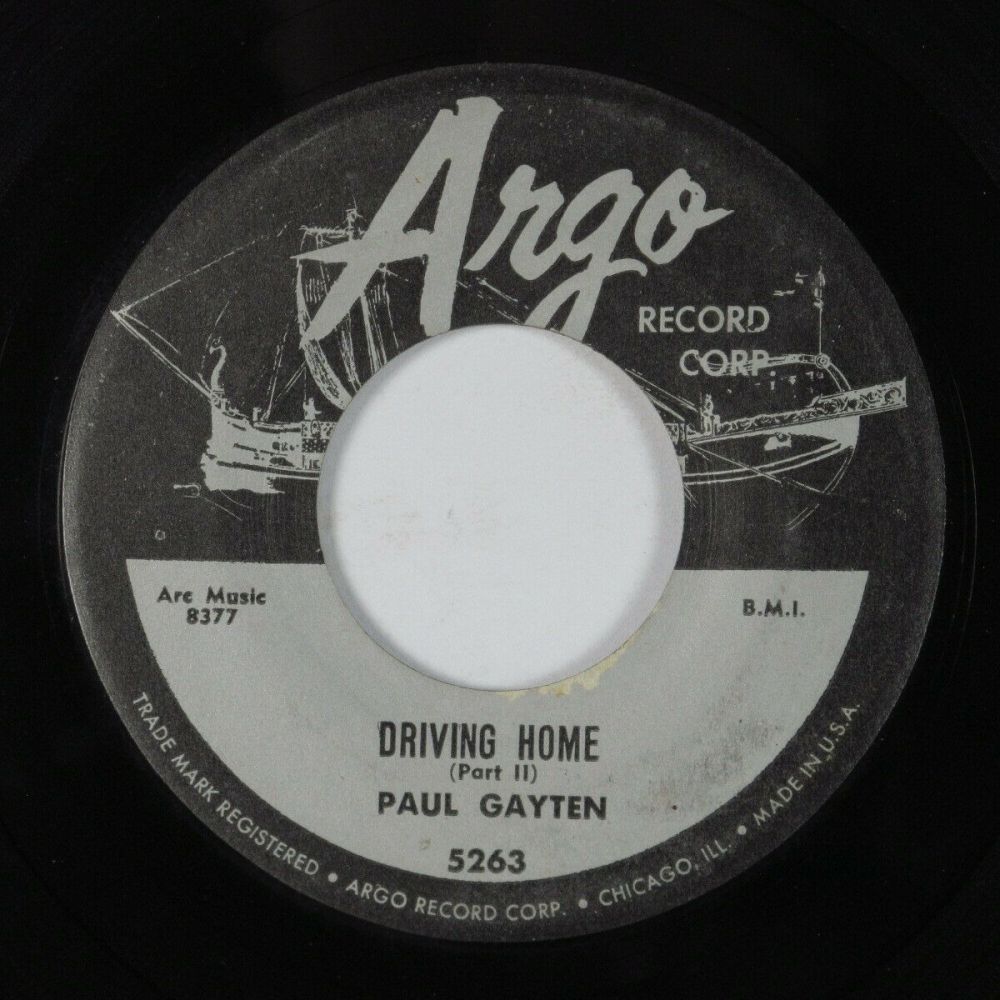 Argo
RECORD
CORP.
Arc Music
8377
B.M.I.
DRIVING HOME
(Part II)
PAUL GAYTEN
5263
TRADE MARK REGISTERED • ARGO RECORD CORP. • CHICAGO, ILL. • MADE IN U.S.A.